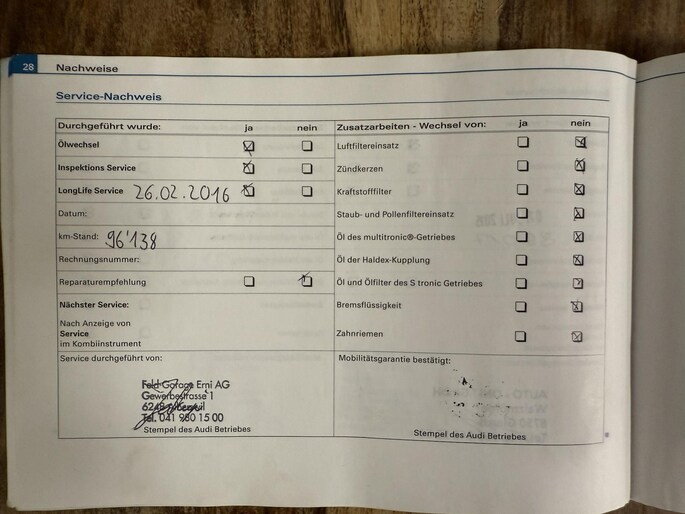 28 Nachweise
Service-Nachweis
Durchgeführt wurde: ja nein
Ölwechsel
Inspektions Service
LongLife Service 26.02.2016
Datum:
km-Stand: 96'138
Rechnungsnummer:
Reparaturempfehlung
Nächster Service:
Nach Anzeige von
Service
im Kombiinstrument
Service durchgeführt von:
Feld Garage Erni AG
Gewerbestrasse 1
Tel. 041 980 15 00
Stempel des Audi Betriebes
Zusatzarbeiten - Wechsel von: ja nein
Luftfiltereinsatz
Zündkerzen
Kraftstofffilter
Staub- und Pollenfiltereinsatz
Öl des multitronic®-Getriebes
Öl der Haldex-Kupplung
Öl und Ölfilter des S tronic Getriebes
Bremsflüssigkeit
Zahnriemen
Mobilitätsgarantie bestätigt:
Stempel des Audi Betriebes